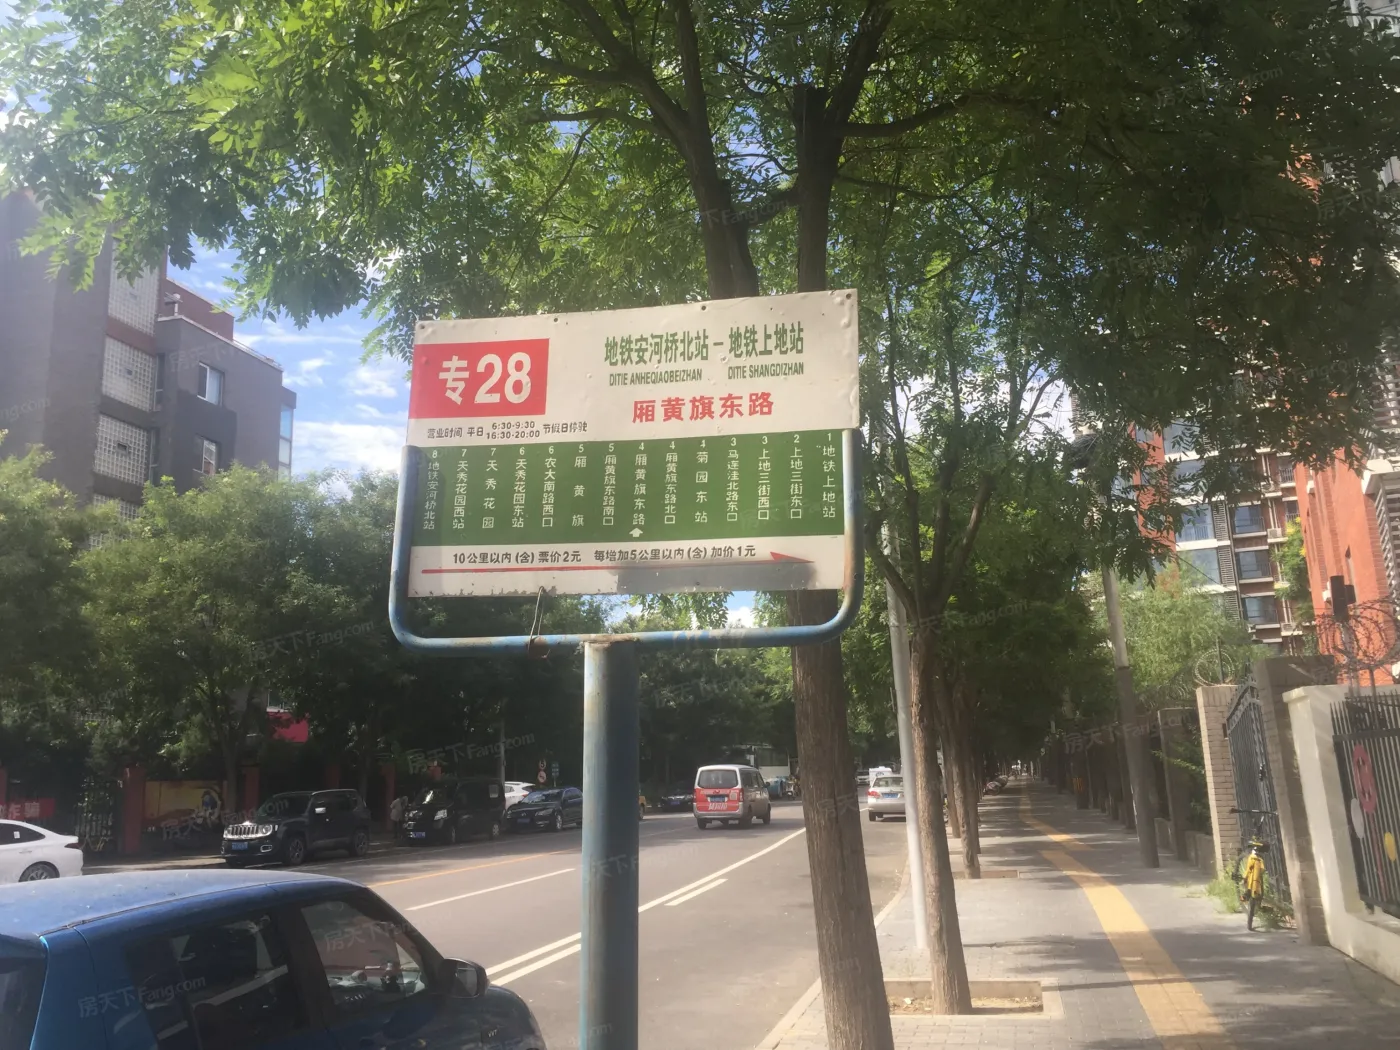 专28
地铁安河桥北站 – 地铁上地站
DITIE ANHEQIAOBEIZHAN DITIE SHANGDIZHAN
厢黄旗东路
营业时间 平日 6:30-9:30 16:30-20:00 节假日停驶
8 地铁安河桥北站
7 天秀花园西站
7 天秀花园
6 天秀花园东站
6 农大南路西口
5 厢黄旗
5 厢黄旗东路南口
4 厢黄旗东路
4 厢黄旗东路北口
4 菊园东站
3 马连洼北路东口
3 上地三街西口
2 上地三街东口
1 地铁上地站
10公里以内(含)票价2元 每增加5公里以内(含)加价1元
房天下Fang.com